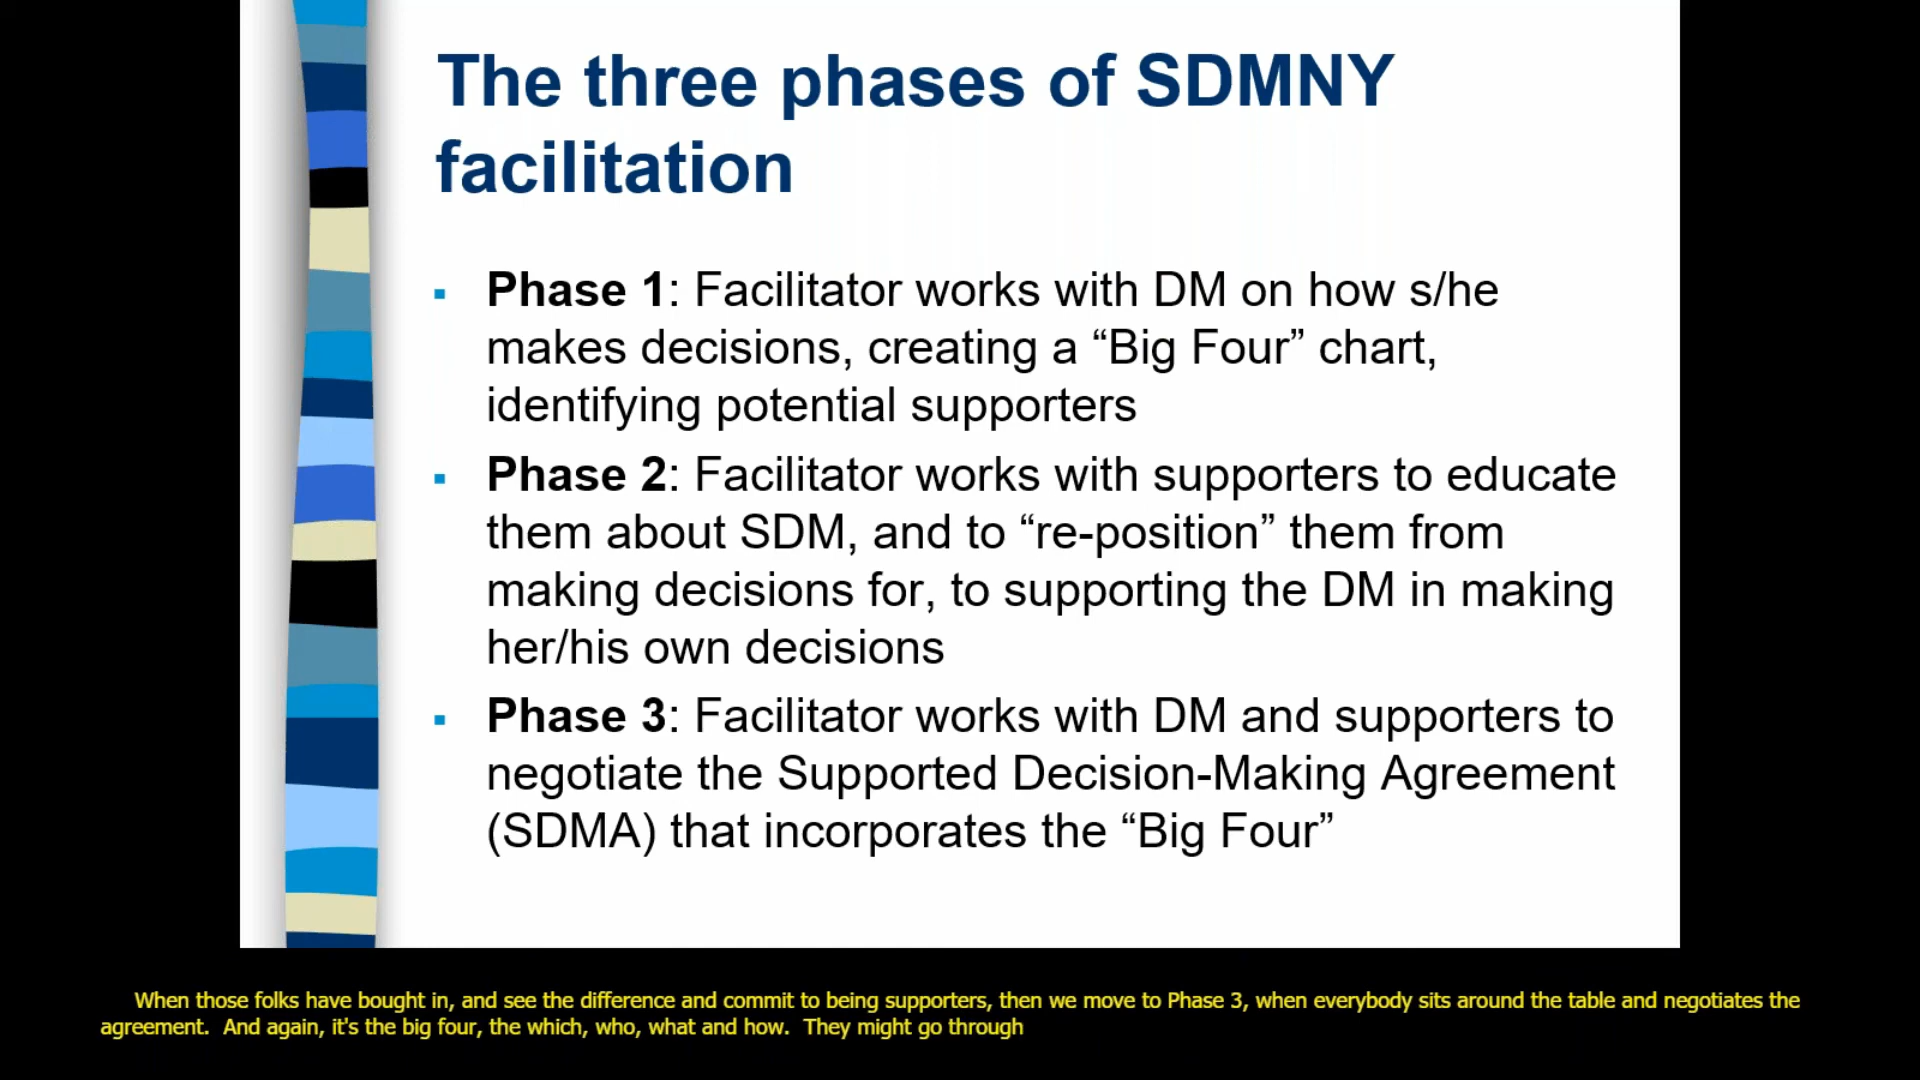 The three phases of SDMNY
facilitation
▪ Phase 1: Facilitator works with DM on how s/he
makes decisions, creating a “Big Four” chart,
identifying potential supporters
▪ Phase 2: Facilitator works with supporters to educate
them about SDM, and to “re-position” them from
making decisions for, to supporting the DM in making
her/his own decisions
▪ Phase 3: Facilitator works with DM and supporters to
negotiate the Supported Decision-Making Agreement
(SDMA) that incorporates the “Big Four”
When those folks have bought in, and see the difference and commit to being supporters, then we move to Phase 3, when everybody sits around the table and negotiates the
agreement.  And again, it's the big four, the which, who, what and how.  They might go through